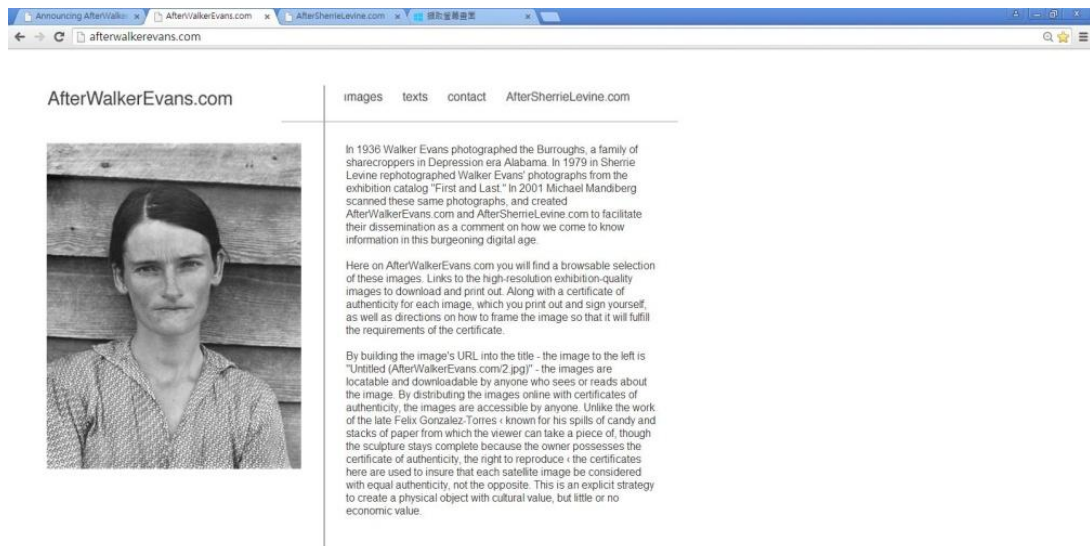 Announcing AfterWalker
AfterWalkerEvans.com
AfterSherrieLevine.com
擷取螢幕畫面
afterwalkerevans.com
AfterWalkerEvans.com
images texts contact AfterSherrieLevine.com
In 1936 Walker Evans photographed the Burroughs, a family of
sharecroppers in Depression era Alabama. In 1979 in Sherrie
Levine rephotographed Walker Evans' photographs from the
exhibition catalog "First and Last." In 2001 Michael Mandiberg
scanned these same photographs, and created
AfterWalkerEvans.com and AfterSherrieLevine.com to facilitate
their dissemination as a comment on how we come to know
information in this burgeoning digital age.
Here on AfterWalkerEvans.com you will find a browsable selection
of these images. Links to the high-resolution exhibition-quality
images to download and print out. Along with a certificate of
authenticity for each image, which you print out and sign yourself,
as well as directions on how to frame the image so that it will fulfill
the requirements of the certificate.
By building the image's URL into the title - the image to the left is
"Untitled (AfterWalkerEvans.com/2.jpg)" - the images are
locatable and downloadable by anyone who sees or reads about
the image. By distributing the images online with certificates of
authenticity, the images are accessible by anyone. Unlike the work
of the late Felix Gonzalez-Torres ‹ known for his spills of candy and
stacks of paper from which the viewer can take a piece of, though
the sculpture stays complete because the owner possesses the
certificate of authenticity, the right to reproduce ‹ the certificates
here are used to insure that each satellite image be considered
with equal authenticity, not the opposite. This is an explicit strategy
to create a physical object with cultural value, but little or no
economic value.